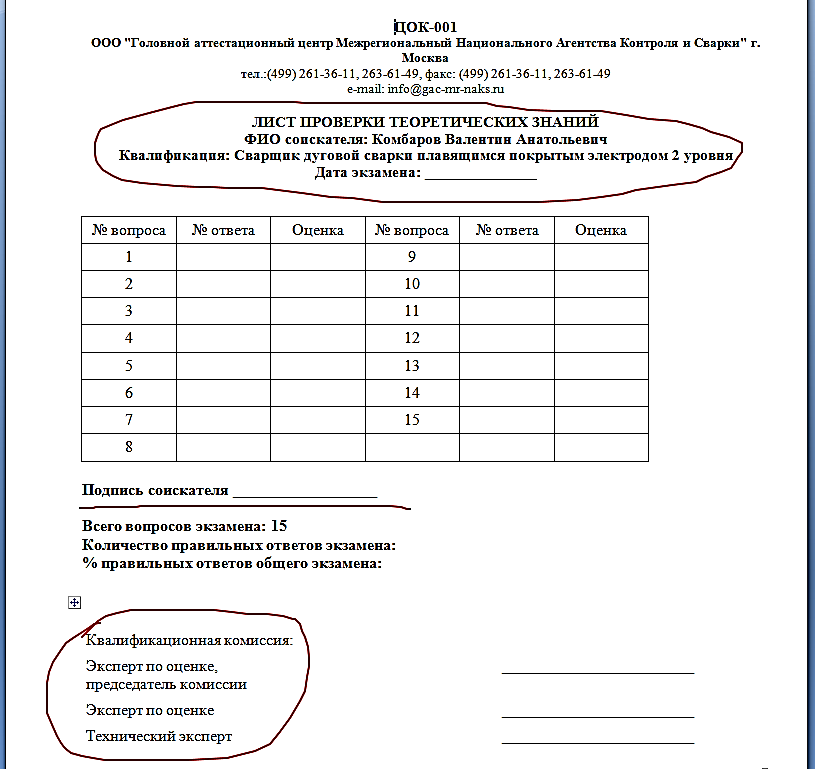 ЦОК-001
ООО "Головной аттестационный центр Межрегиональный Национального Агентства Контроля и Сварки" г.
Москва
тел.:(499) 261-36-11, 263-61-49, факс: (499) 261-36-11, 263-61-49
e-mail: info@gac-mr-naks.ru
ЛИСТ ПРОВЕРКИ ТЕОРЕТИЧЕСКИХ ЗНАНИЙ
ФИО соискателя: Комбаров Валентин Анатольевич
Квалификация: Сварщик дуговой сварки плавящимся покрытым электродом 2 уровня
Дата экзамена: _______________
№ вопроса № ответа Оценка № вопроса № ответа Оценка
1 9
2 10
3 11
4 12
5 13
6 14
7 15
8
Подпись соискателя ___________________
Всего вопросов экзамена: 15
Количество правильных ответов экзамена:
% правильных ответов общего экзамена:
Квалификационная комиссия:
Эксперт по оценке,
председатель комиссии
Эксперт по оценке
Технический эксперт